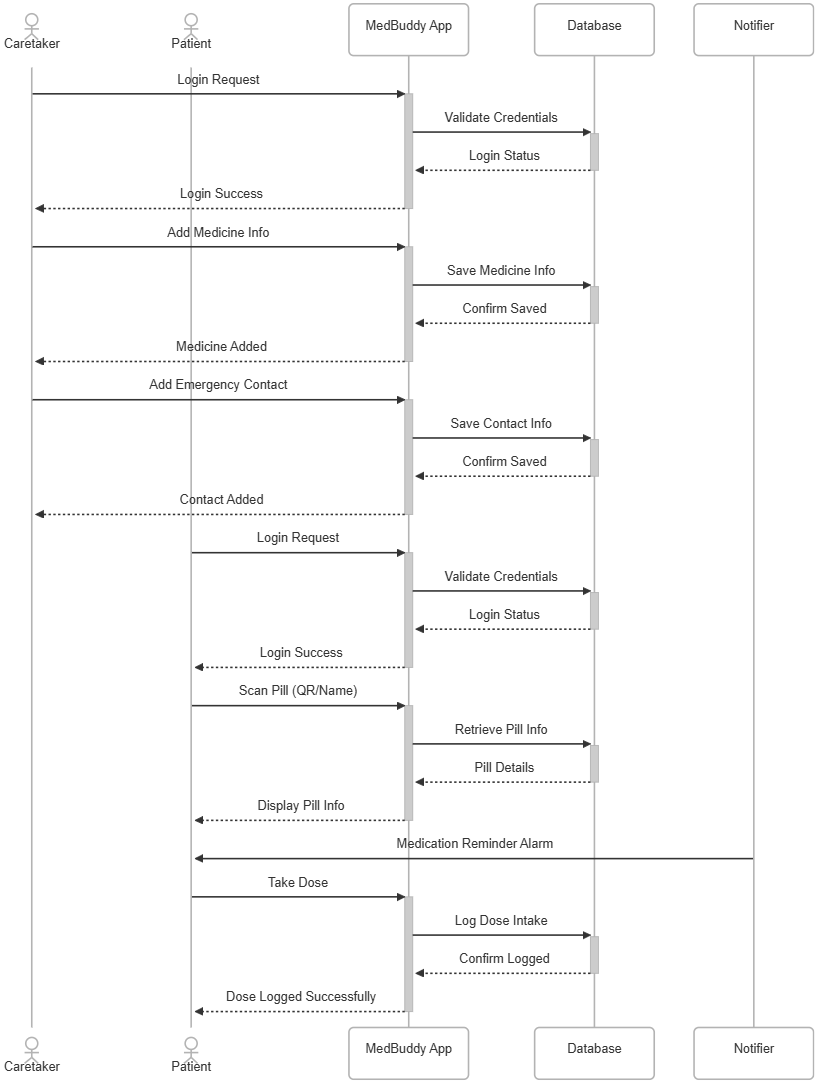 Caretaker
Patient
MedBuddy App
Database
Notifier
Login Request
Validate Credentials
Login Status
Login Success
Add Medicine Info
Save Medicine Info
Confirm Saved
Medicine Added
Add Emergency Contact
Save Contact Info
Confirm Saved
Contact Added
Login Request
Validate Credentials
Login Status
Login Success
Scan Pill (QR/Name)
Retrieve Pill Info
Pill Details
Display Pill Info
Medication Reminder Alarm
Take Dose
Log Dose Intake
Confirm Logged
Dose Logged Successfully
Caretaker
Patient
MedBuddy App
Database
Notifier